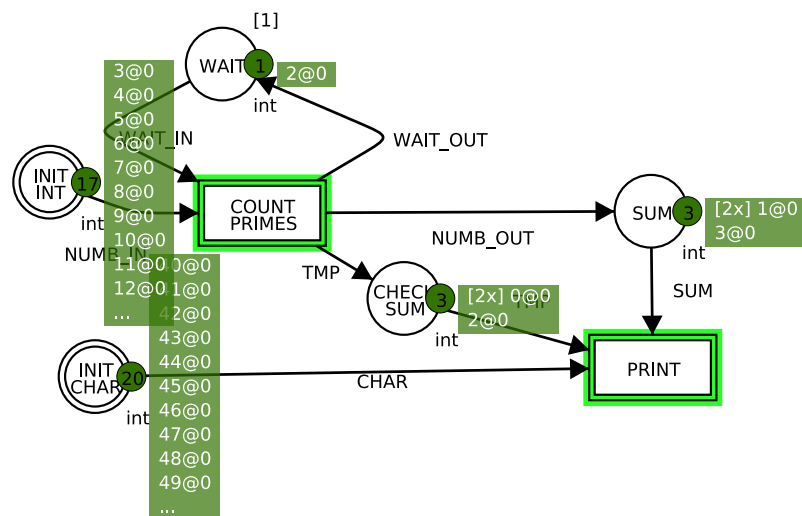 [1]
WAIT
1
2@0
int
3@0
4@0
5@0
6@0
7@0
8@0
9@0
10@0
11@0
12@0
...
WAIT_IN
WAIT_OUT
INIT
INT
17
int
NUMB_IN
COUNT
PRIMES
NUMB_OUT
SUM
3
[2x] 1@0
3@0
int
SUM
TMP
CHECK
SUM
3
[2x] 0@0
2@0
int
TMP
INIT
CHAR
20
int
40@0
41@0
42@0
43@0
44@0
45@0
46@0
47@0
48@0
49@0
...
CHAR
PRINT